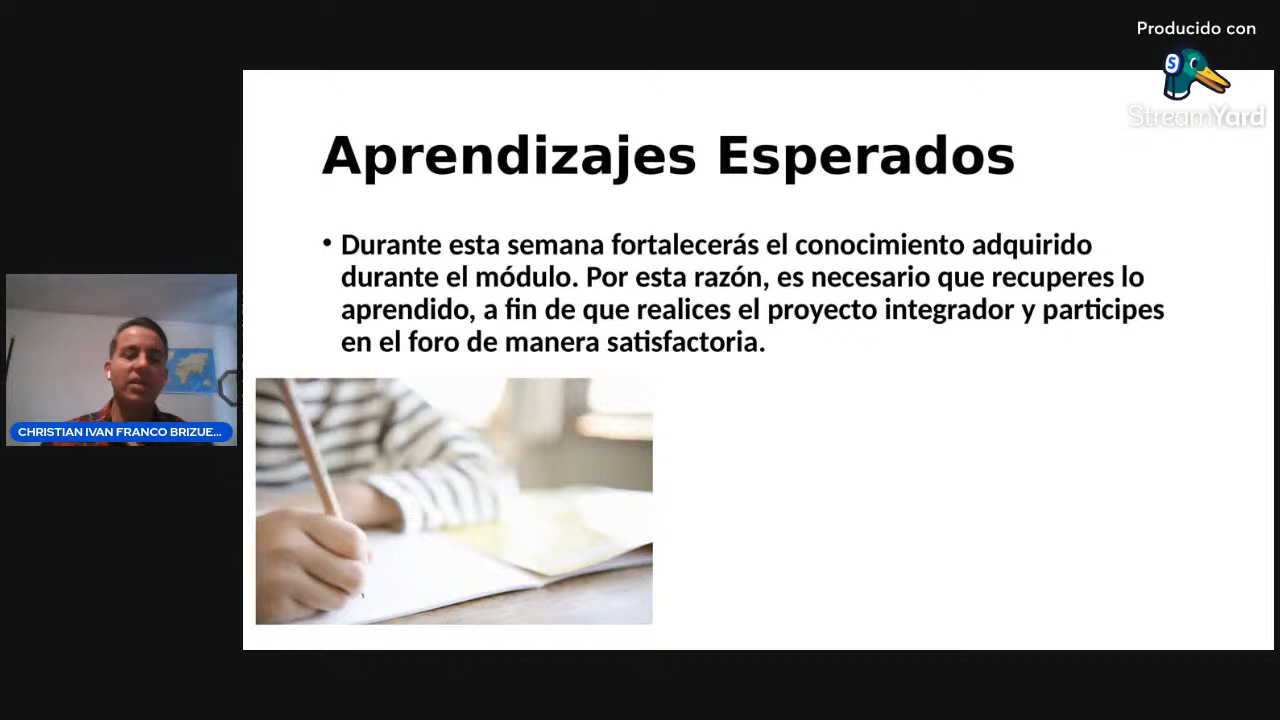 Producido con
StreamYard
Aprendizajes Esperados
• Durante esta semana fortalecerás el conocimiento adquirido
durante el módulo. Por esta razón, es necesario que recuperes lo
aprendido, a fin de que realices el proyecto integrador y participes
en el foro de manera satisfactoria.
CHRISTIAN IVAN FRANCO BRIZUE...